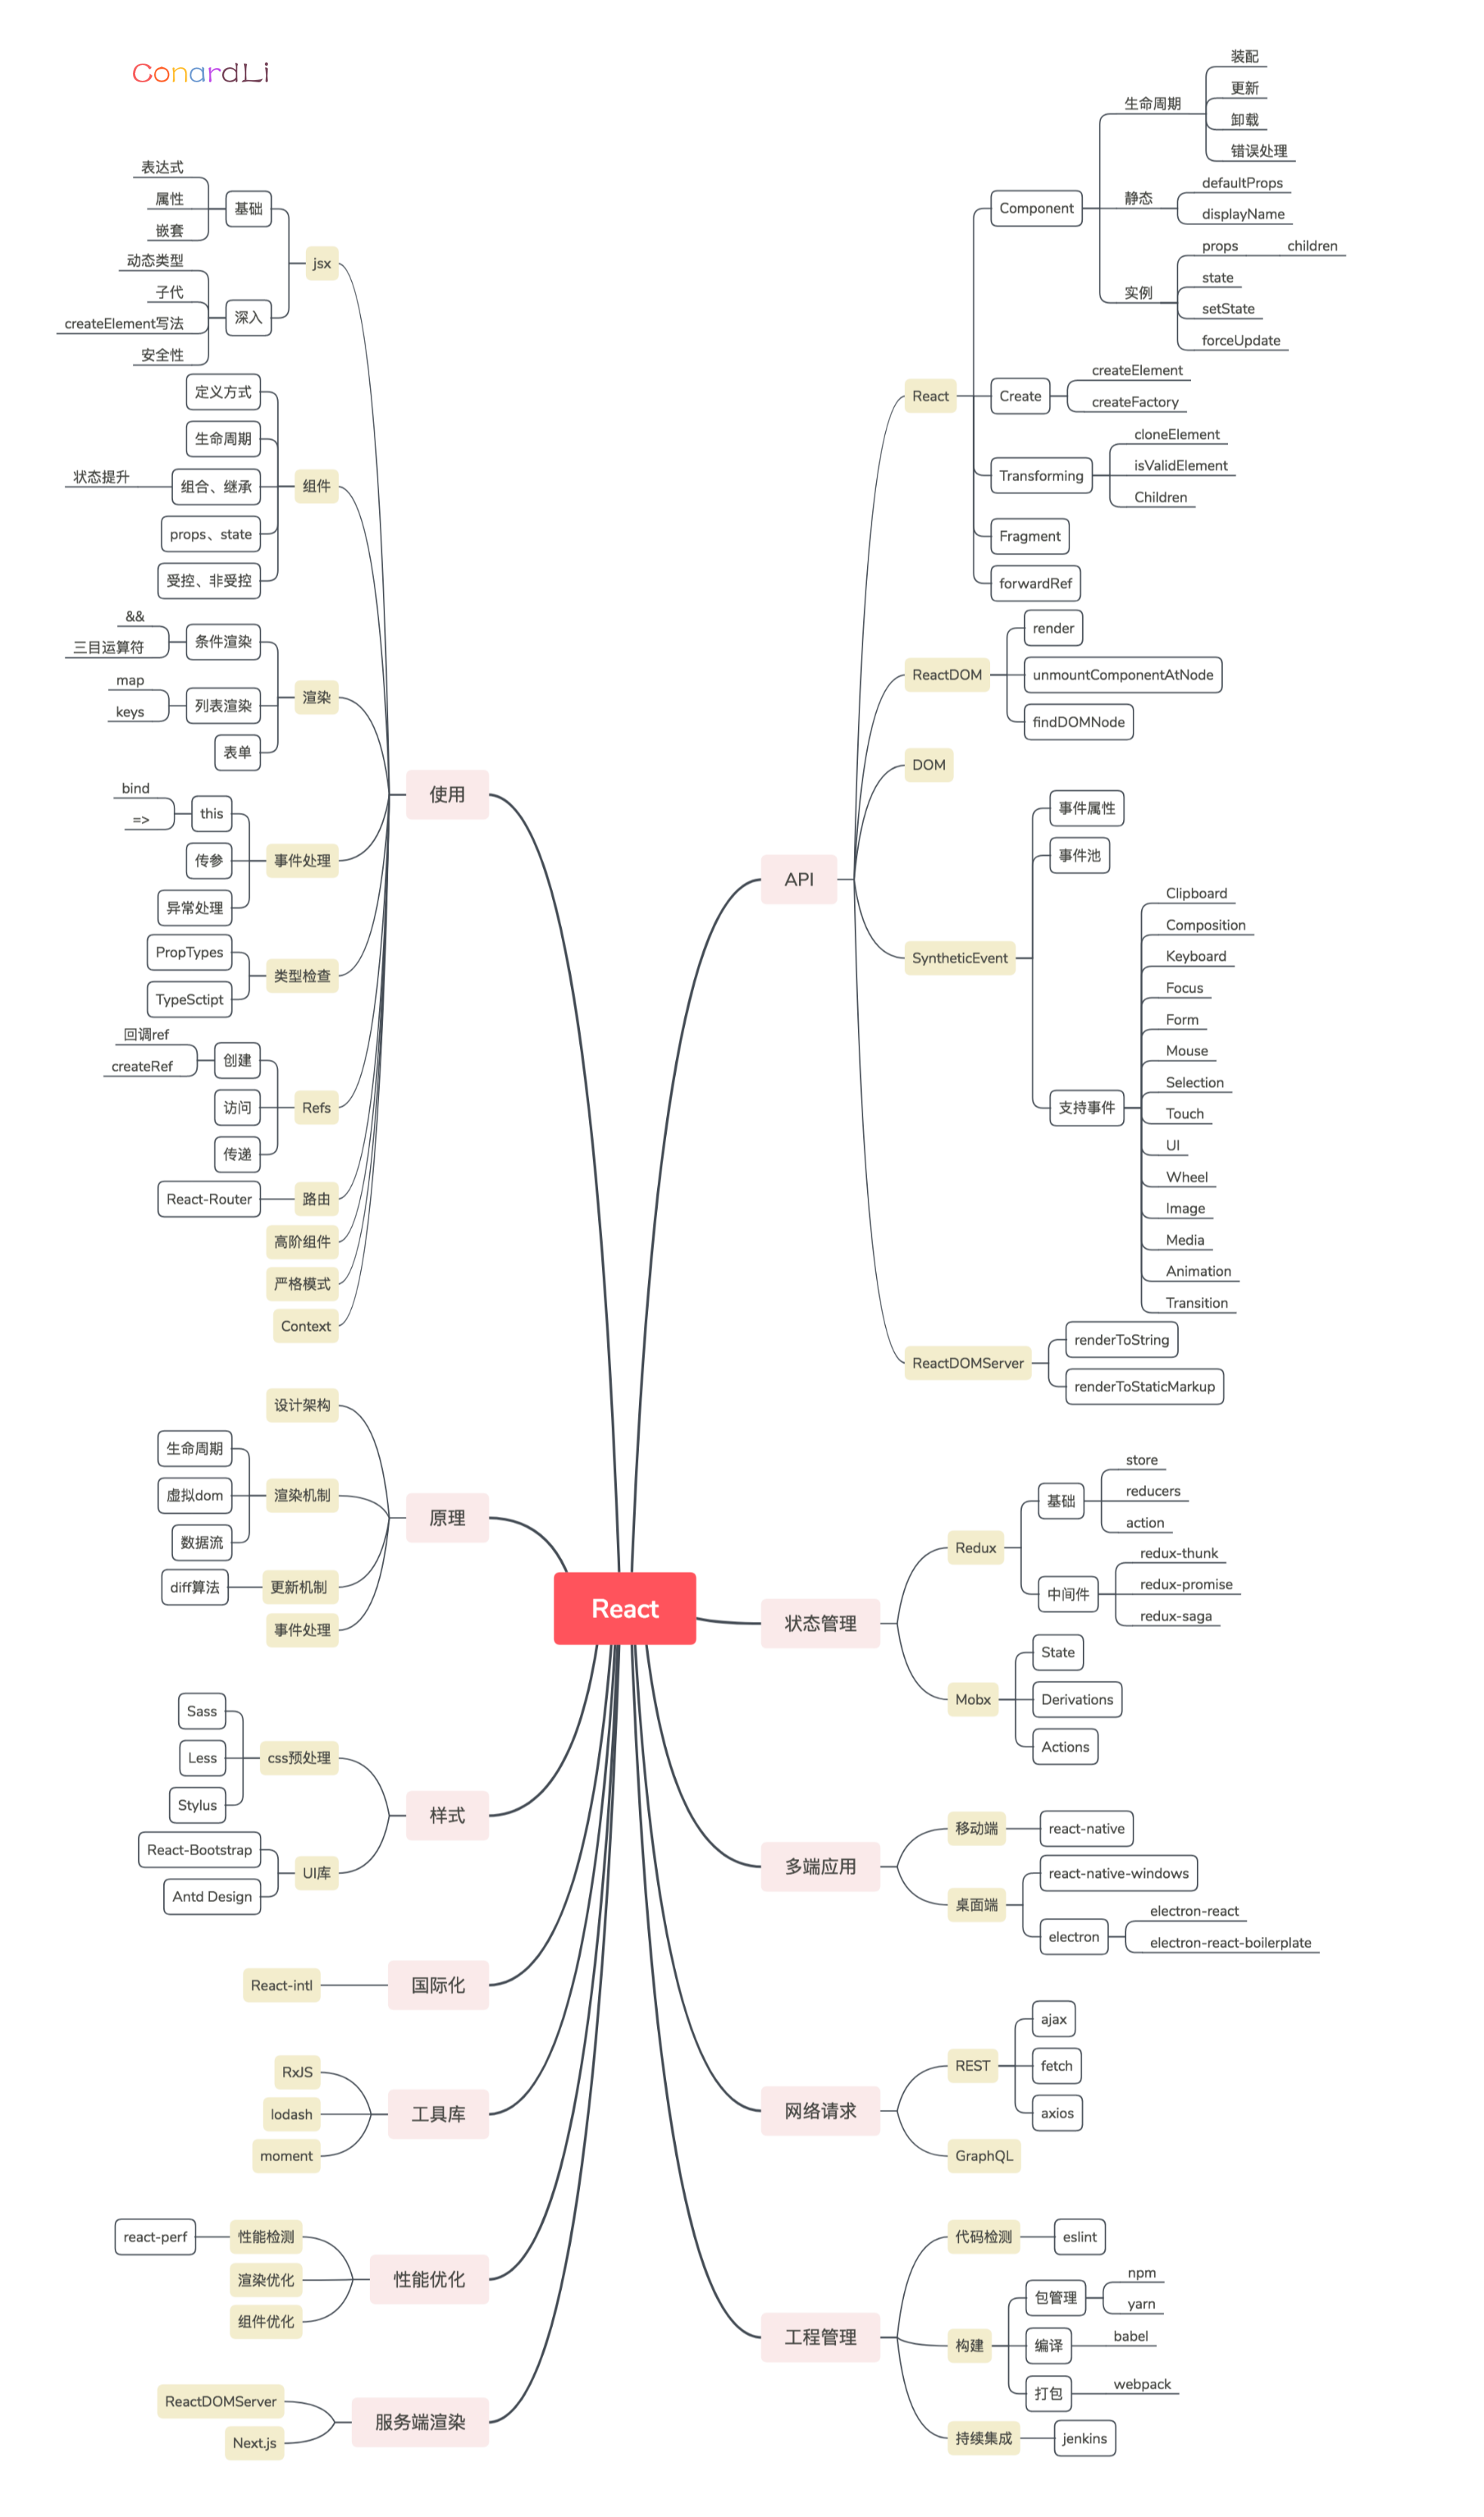 ConardLi
React
使用
jsx
基础
表达式
属性
嵌套
深入
动态类型
子代
createElement写法
安全性
组件
定义方式
生命周期
组合、继承
状态提升
props、state
受控、非受控
渲染
条件渲染
&&
三目运算符
列表渲染
map
keys
表单
事件处理
this
bind
=>
传参
异常处理
类型检查
PropTypes
TypeSctipt
Refs
创建
回调ref
createRef
访问
传递
路由
React-Router
高阶组件
严格模式
Context
原理
设计架构
渲染机制
生命周期
虚拟dom
数据流
更新机制
diff算法
事件处理
样式
css预处理
Sass
Less
Stylus
UI库
React-Bootstrap
Antd Design
国际化
React-intl
工具库
RxJS
lodash
moment
性能优化
性能检测
react-perf
渲染优化
组件优化
服务端渲染
ReactDOMServer
Next.js
API
React
Component
生命周期
装配
更新
卸载
错误处理
静态
defaultProps
displayName
实例
props
children
state
setState
forceUpdate
Create
createElement
createFactory
Transforming
cloneElement
isValidElement
Children
Fragment
forwardRef
ReactDOM
render
unmountComponentAtNode
findDOMNode
DOM
SyntheticEvent
事件属性
事件池
支持事件
Clipboard
Composition
Keyboard
Focus
Form
Mouse
Selection
Touch
UI
Wheel
Image
Media
Animation
Transition
ReactDOMServer
renderToString
renderToStaticMarkup
状态管理
Redux
基础
store
reducers
action
中间件
redux-thunk
redux-promise
redux-saga
Mobx
State
Derivations
Actions
多端应用
移动端
react-native
桌面端
react-native-windows
electron
electron-react
electron-react-boilerplate
网络请求
REST
ajax
fetch
axios
GraphQL
工程管理
代码检测
eslint
构建
包管理
npm
yarn
编译
babel
打包
webpack
持续集成
jenkins